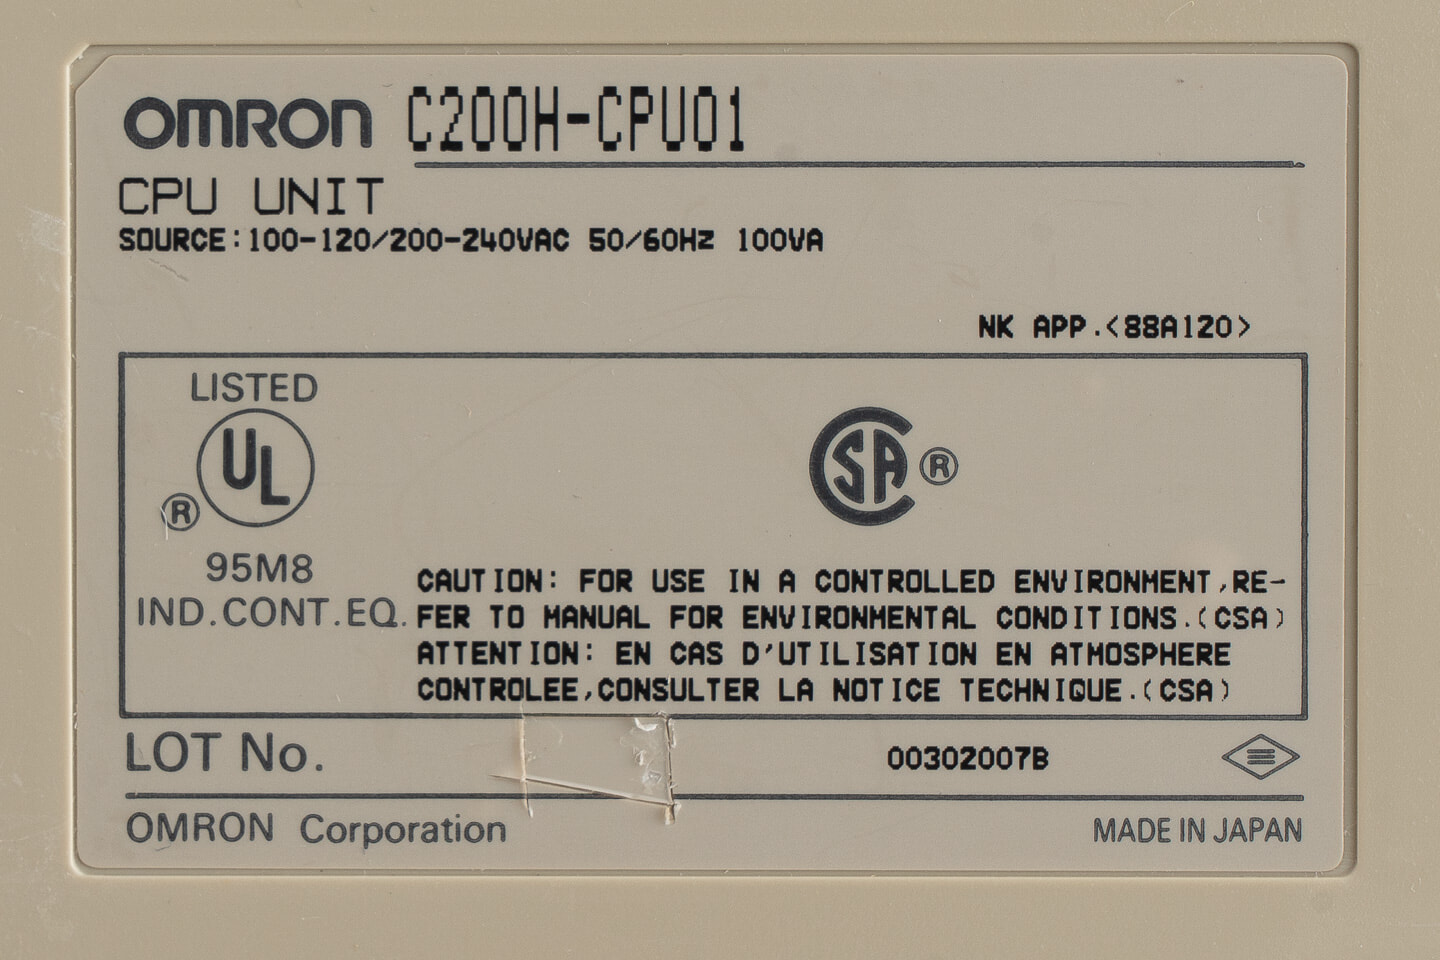 OMRON C200H-CPU01
CPU UNIT
SOURCE:100-120/200-240VAC 50/60Hz 100VA
NK APP.<88A120>
LISTED
UL
®
95M8
IND.CONT.EQ.
CSA ®
CAUTION: FOR USE IN A CONTROLLED ENVIRONMENT,RE-
FER TO MANUAL FOR ENVIRONMENTAL CONDITIONS.(CSA)
ATTENTION: EN CAS D'UTILISATION EN ATMOSPHERE
CONTROLEE,CONSULTER LA NOTICE TECHNIQUE.(CSA)
LOT No. 00302007B
OMRON Corporation MADE IN JAPAN